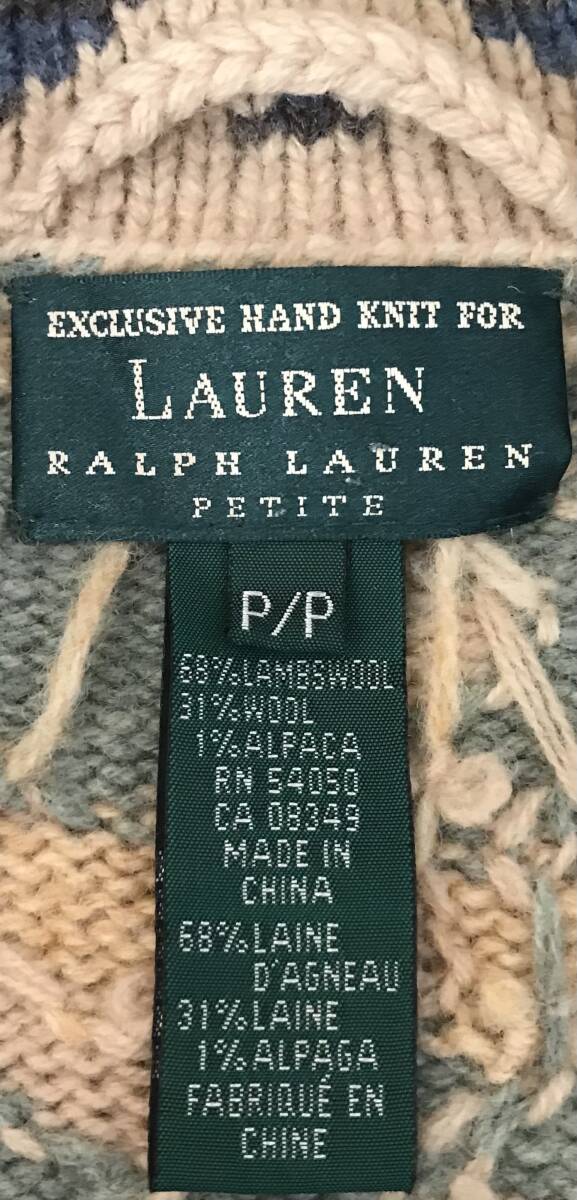 EXCLUSIVE HAND KNIT FOR
LAUREN
RALPH LAUREN
PETITE
P/P
68%LAMBSWOOL
31%WOOL
1%ALPACA
RN 54050
CA 08349
MADE IN
CHINA
68%LAINE
D'AGNEAU
31%LAINE
1%ALPAGA
FABRIQUÉ EN
CHINE